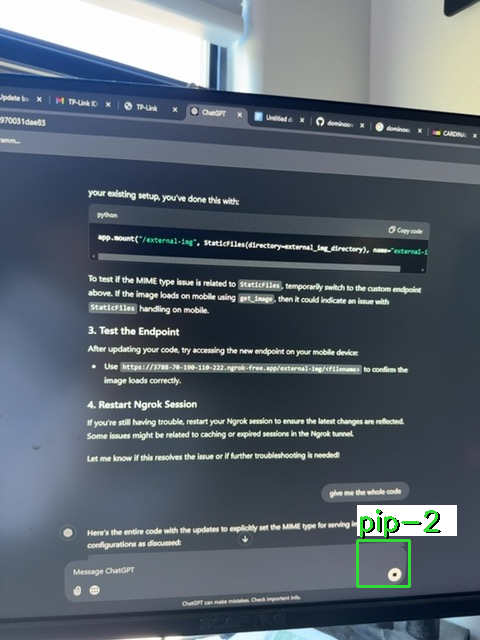 Update b
TP-Link ID
TP-Link
ChatGPT
Untitled d
dominos
dominos
CARDINA
970031dae83
ramm...
your existing setup, you've done this with:
python
Copy code
app.mount("/external-img", StaticFiles(directory=external_img_directory), name="external-i
To test if the MIME type issue is related to StaticFiles, temporarily switch to the custom endpoint
above. If the image loads on mobile using get_image, then it could indicate an issue with
StaticFiles handling on mobile.
3. Test the Endpoint
After updating your code, try accessing the new endpoint on your mobile device:
• Use https://3788-70-190-110-222.ngrok-free.app/external-img/<filename> to confirm the
image loads correctly.
4. Restart Ngrok Session
If you're still having trouble, restart your Ngrok session to ensure the latest changes are reflected.
Some issues might be related to caching or expired sessions in the Ngrok tunnel.
Let me know if this resolves the issue or if further troubleshooting is needed!
give me the whole code
pip-2
Here's the entire code with the updates to explicitly set the MIME type for serving
configurations as discussed:
Message ChatGPT
ChatGPT can make mistakes. Check important info.